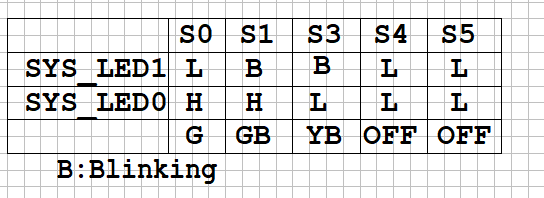 S0 S1 S3 S4 S5
SYS_LED1 L B B L L
SYS_LED0 H H L L L
G GB YB OFF OFF
B:Blinking